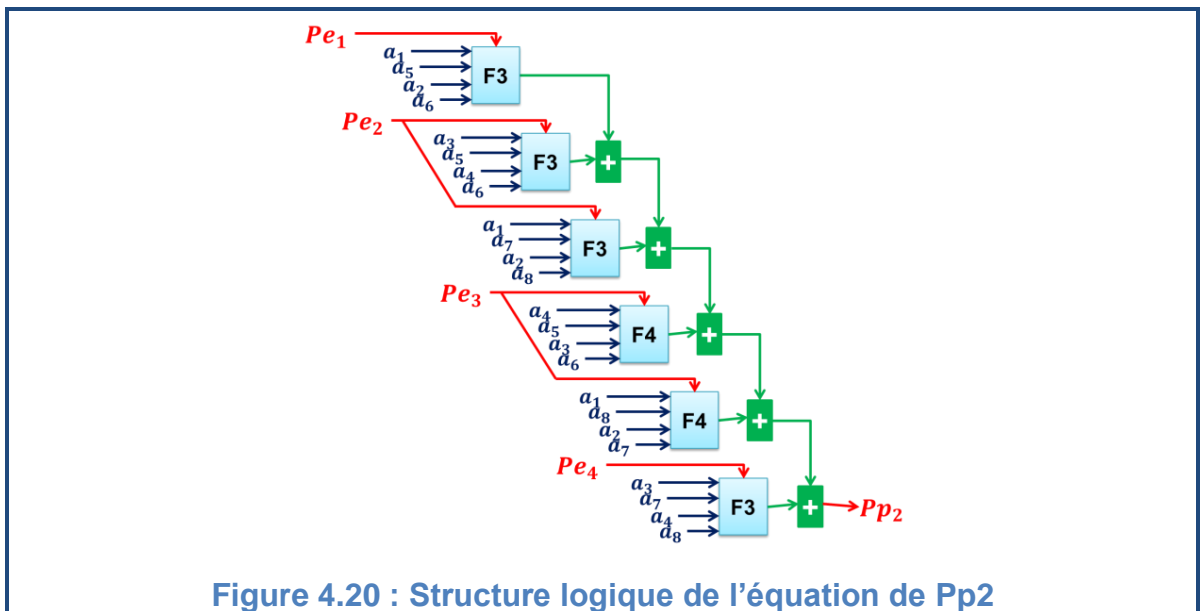 Pe1
a1
a5
a2
a6
F3
Pe2
a3
a5
a4
a6
F3
+
a1
a7
a2
a8
F3
+
Pe3
a4
a5
a3
a6
F4
+
a1
a8
a2
a7
F4
+
Pe4
a3
a7
a4
a8
F3
+
Pp2
Figure 4.20 : Structure logique de l’équation de Pp2